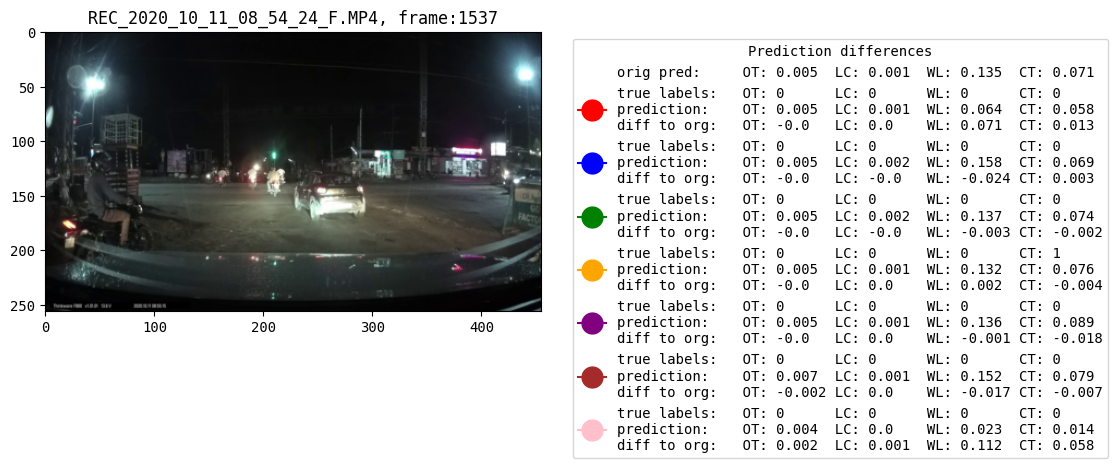 REC_2020_10_11_08_54_24_F.MP4, frame:1537
0
50
100
150
200
250
0 100 200 300 400
FACTO
Prediction differences
orig pred: OT: 0.005 LC: 0.001 WL: 0.135 CT: 0.071
true labels: OT: 0 LC: 0 WL: 0 CT: 0
prediction: OT: 0.005 LC: 0.001 WL: 0.064 CT: 0.058
diff to org: OT: -0.0 LC: 0.0 WL: 0.071 CT: 0.013
true labels: OT: 0 LC: 0 WL: 0 CT: 0
prediction: OT: 0.005 LC: 0.002 WL: 0.158 CT: 0.069
diff to org: OT: -0.0 LC: -0.0 WL: -0.024 CT: 0.003
true labels: OT: 0 LC: 0 WL: 0 CT: 0
prediction: OT: 0.005 LC: 0.002 WL: 0.137 CT: 0.074
diff to org: OT: -0.0 LC: -0.0 WL: -0.003 CT: -0.002
true labels: OT: 0 LC: 0 WL: 0 CT: 1
prediction: OT: 0.005 LC: 0.001 WL: 0.132 CT: 0.076
diff to org: OT: -0.0 LC: 0.0 WL: 0.002 CT: -0.004
true labels: OT: 0 LC: 0 WL: 0 CT: 0
prediction: OT: 0.005 LC: 0.001 WL: 0.136 CT: 0.089
diff to org: OT: -0.0 LC: 0.0 WL: -0.001 CT: -0.018
true labels: OT: 0 LC: 0 WL: 0 CT: 0
prediction: OT: 0.007 LC: 0.001 WL: 0.152 CT: 0.079
diff to org: OT: -0.002 LC: 0.0 WL: -0.017 CT: -0.007
true labels: OT: 0 LC: 0 WL: 0 CT: 0
prediction: OT: 0.004 LC: 0.0 WL: 0.023 CT: 0.014
diff to org: OT: 0.002 LC: 0.001 WL: 0.112 CT: 0.058